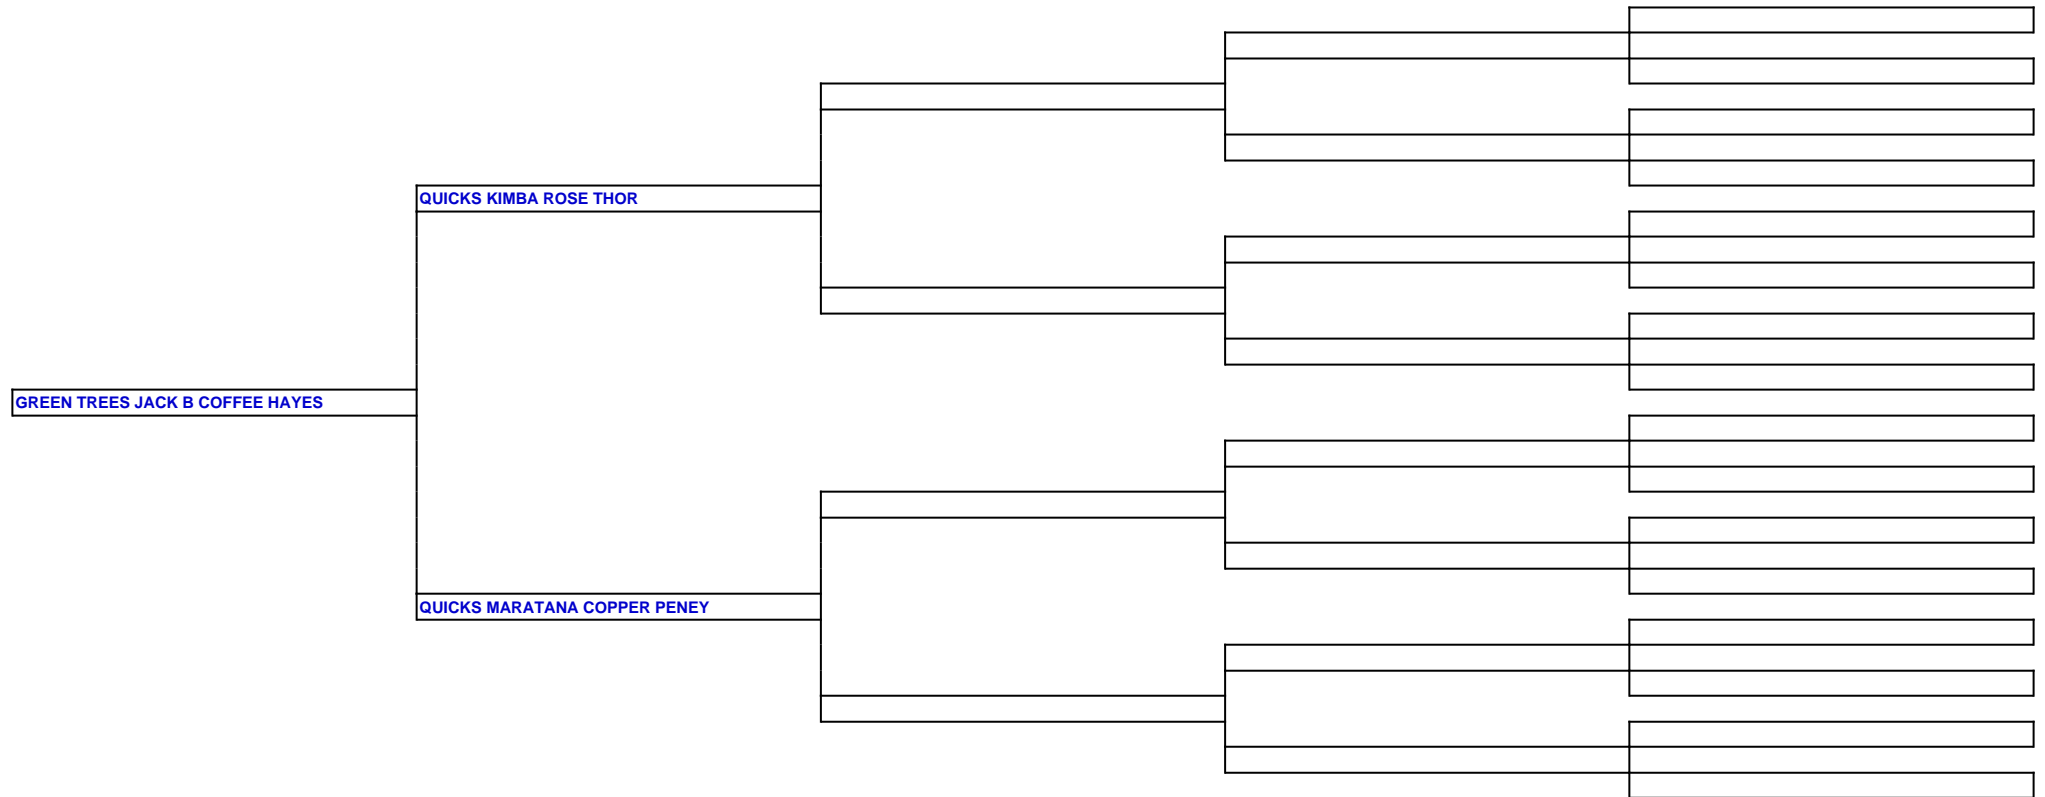 QUICKS KIMBA ROSE THOR
GREEN TREES JACK B COFFEE HAYES
QUICKS MARATANA COPPER PENEY